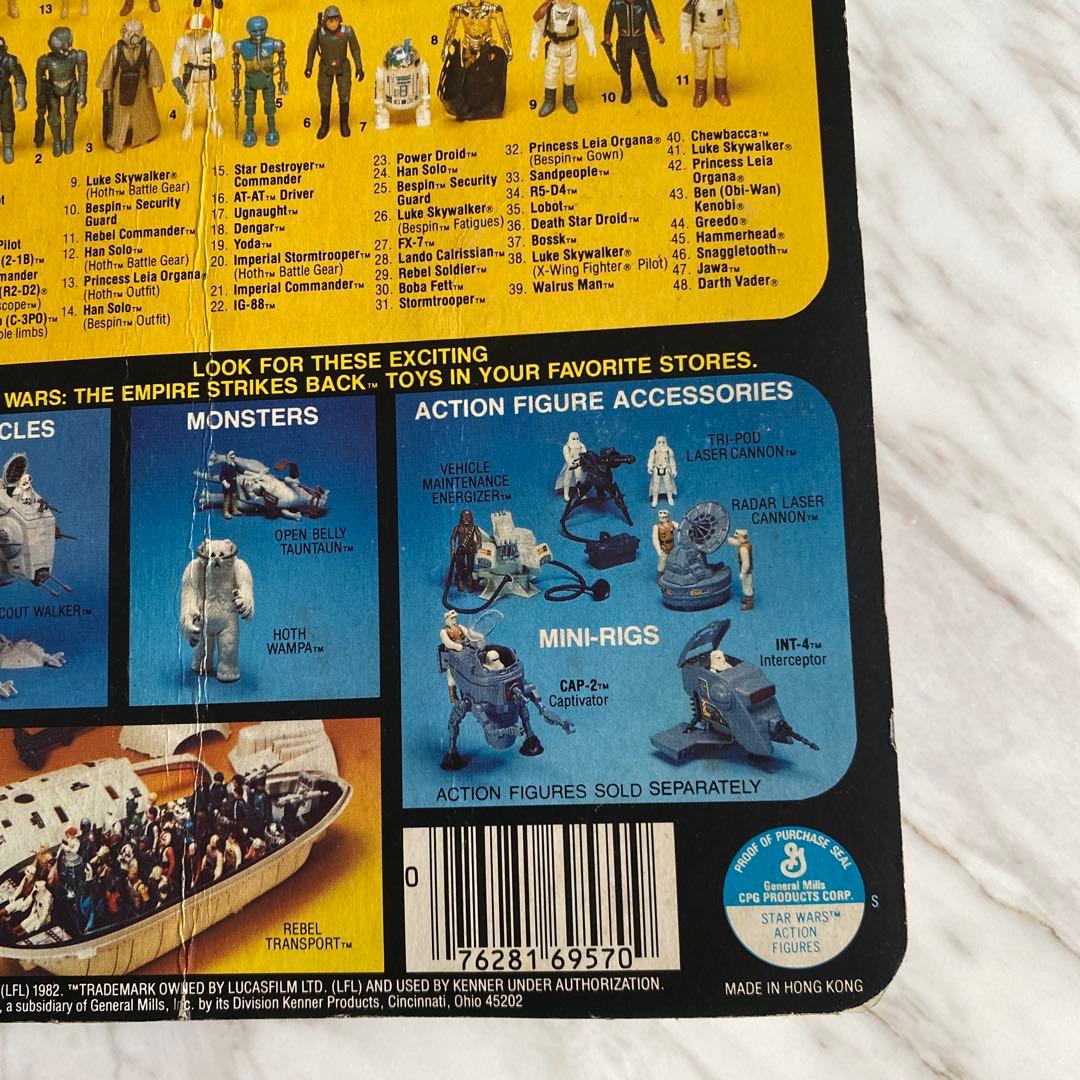 13
2
3
4
5
6
7
8
9
10
11
Pilot
(2-1B)™
mander
(R2-D2)®
scope™)
(C-3PO)™
ble limbs)
9. Luke Skywalker®
(Hoth™ Battle Gear)
10. Bespin™ Security
Guard
11. Rebel Commander™
12. Han Solo™
(Hoth™ Battle Gear)
13. Princess Leia Organa®
(Hoth™ Outfit)
14. Han Solo™
(Bespin™ Outfit)
15. Star Destroyer™
Commander
16. AT-AT™ Driver
17. Ugnaught™
18. Dengar™
19. Yoda™
20. Imperial Stormtrooper™
(Hoth™ Battle Gear)
21. Imperial Commander™
22. IG-88™
23. Power Droid™
24. Han Solo™
25. Bespin™ Security
Guard
26. Luke Skywalker®
(Bespin™ Fatigues)
27. FX-7™
28. Lando Calrissian™
29. Rebel Soldier™
30. Boba Fett™
31. Stormtrooper™
32. Princess Leia Organa®
(Bespin™ Gown)
33. Sandpeople™
34. R5-D4™
35. Lobot™
36. Death Star Droid™
37. Bossk™
38. Luke Skywalker®
(X-Wing Fighter® Pilot)
39. Walrus Man™
40. Chewbacca™
41. Luke Skywalker®
42. Princess Leia
Organa®
43. Ben (Obi-Wan)
Kenobi®
44. Greedo®
45. Hammerhead®
46. Snaggletooth™
47. Jawa™
48. Darth Vader®
LOOK FOR THESE EXCITING
WARS: THE EMPIRE STRIKES BACK™ TOYS IN YOUR FAVORITE STORES.
CLES
COUT WALKER™
MONSTERS
OPEN BELLY
TAUNTAUN™
HOTH
WAMPA™
ACTION FIGURE ACCESSORIES
TRI-POD
LASER CANNON™
VEHICLE
MAINTENANCE
ENERGIZER™
RADAR LASER
CANNON™
MINI-RIGS
INT-4™
Interceptor
CAP-2™
Captivator
ACTION FIGURES SOLD SEPARATELY
REBEL
TRANSPORT™
0
76281 69570
PROOF OF PURCHASE SEAL
General Mills
CPG PRODUCTS CORP.
STAR WARS™
ACTION
FIGURES
S
MADE IN HONG KONG
(LFL) 1982. ™TRADEMARK OWNED BY LUCASFILM LTD. (LFL) AND USED BY KENNER UNDER AUTHORIZATION.
, a subsidiary of General Mills, Inc. by its Division Kenner Products, Cincinnati, Ohio 45202